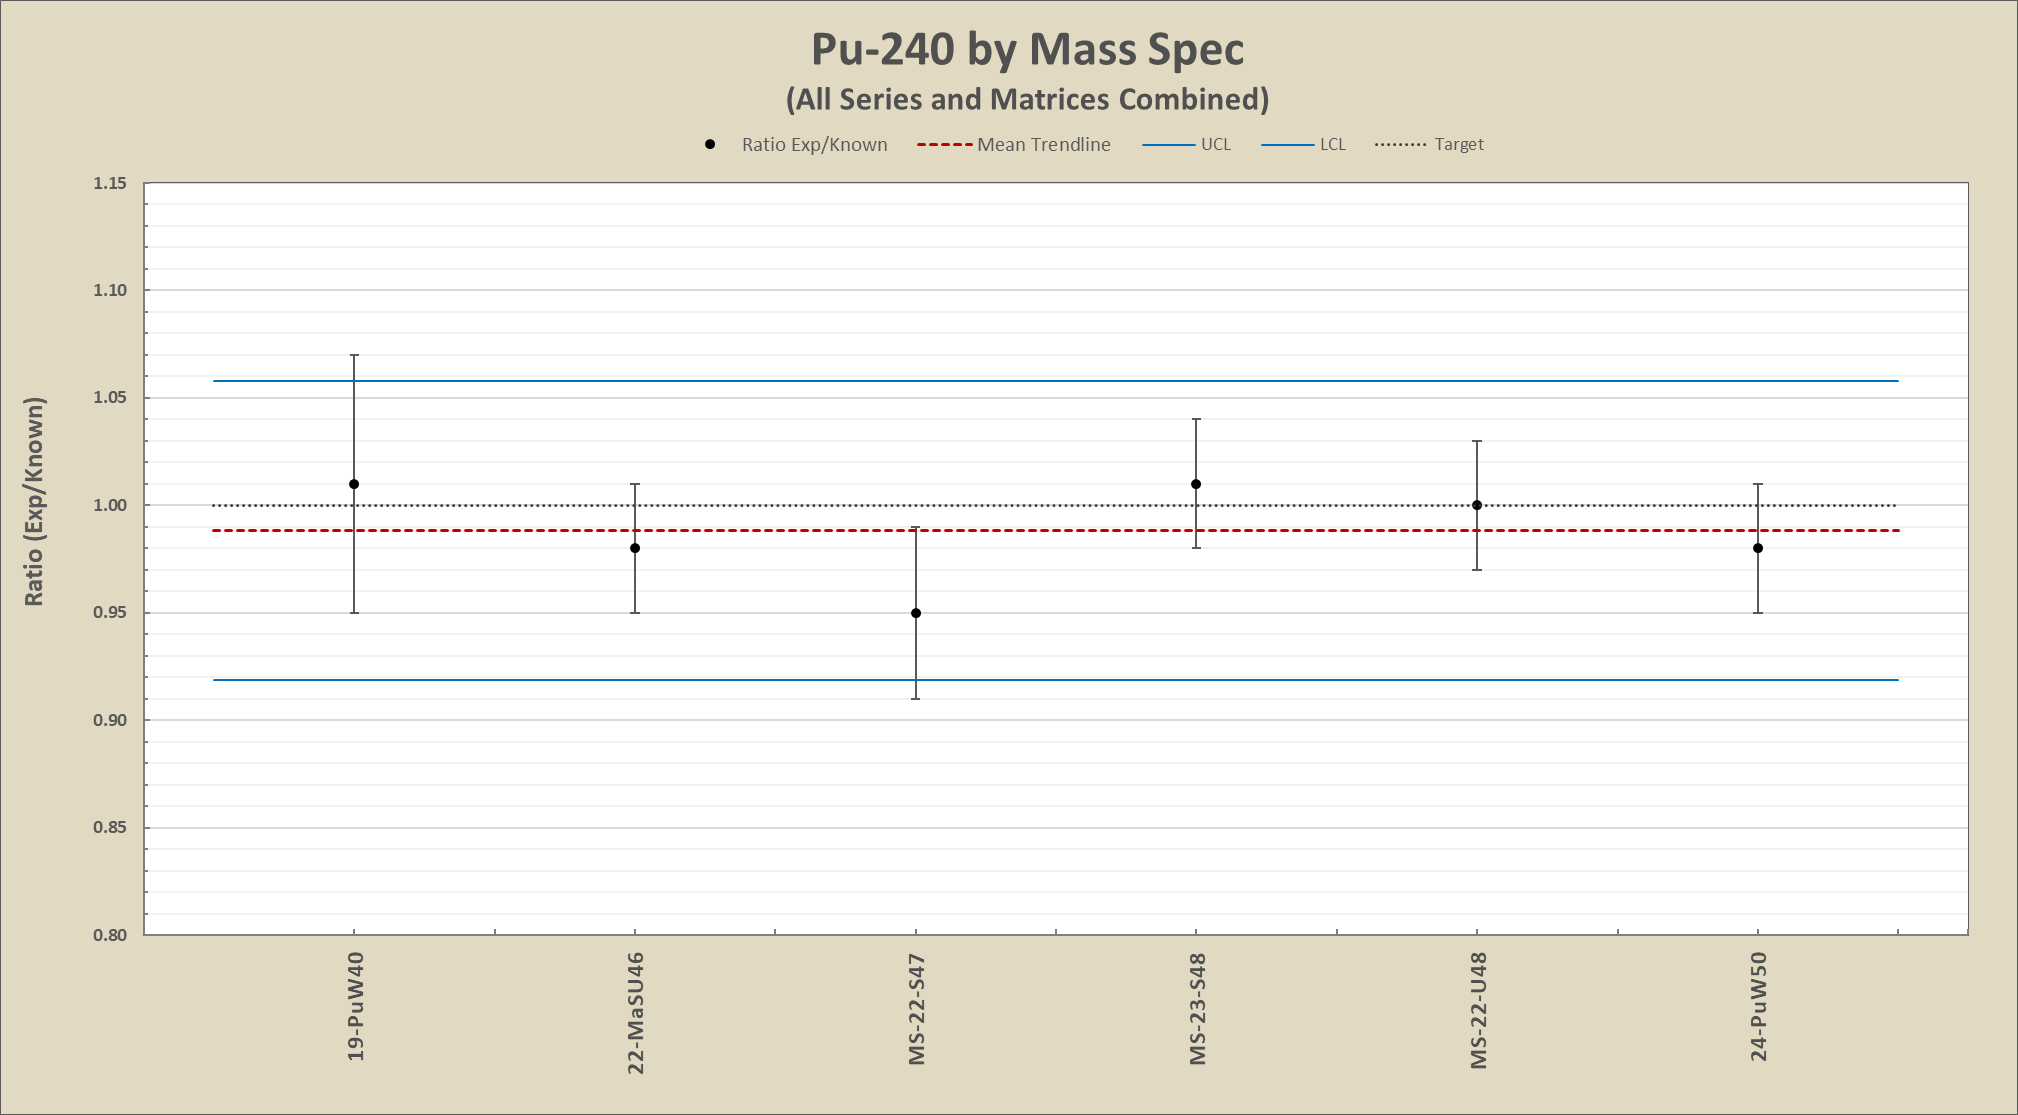 Pu-240 by Mass Spec
(All Series and Matrices Combined)
Ratio Exp/Known Mean Trendline UCL LCL Target
Ratio (Exp/Known)
1.15
1.10
1.05
1.00
0.95
0.90
0.85
0.80
19-PuW40
22-MaSU46
MS-22-S47
MS-23-S48
MS-22-U48
24-PuW50